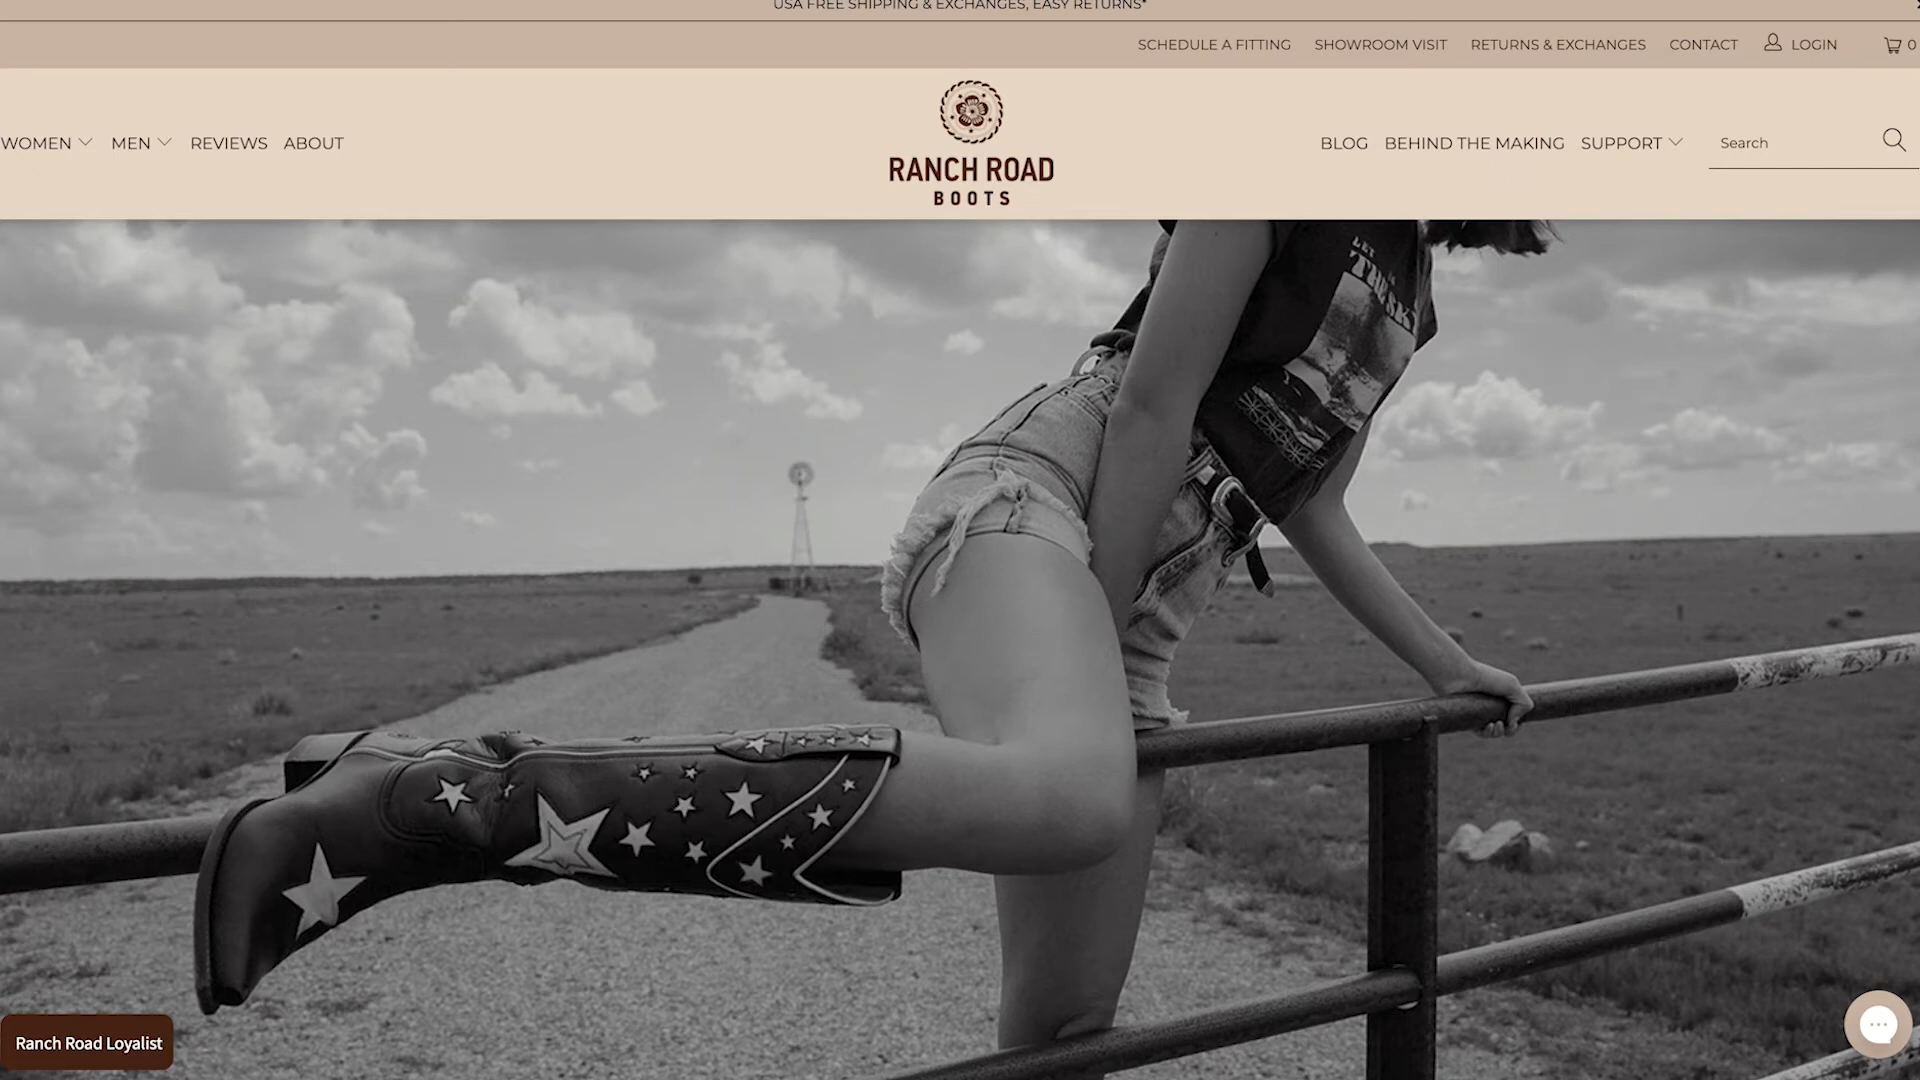 USA FREE SHIPPING & EXCHANGES, EASY RETURNS*
SCHEDULE A FITTING SHOWROOM VISIT RETURNS & EXCHANGES CONTACT LOGIN 0
WOMEN MEN REVIEWS ABOUT
RANCH ROAD
BOOTS
BLOG BEHIND THE MAKING SUPPORT Search
LET
Ranch Road Loyalist